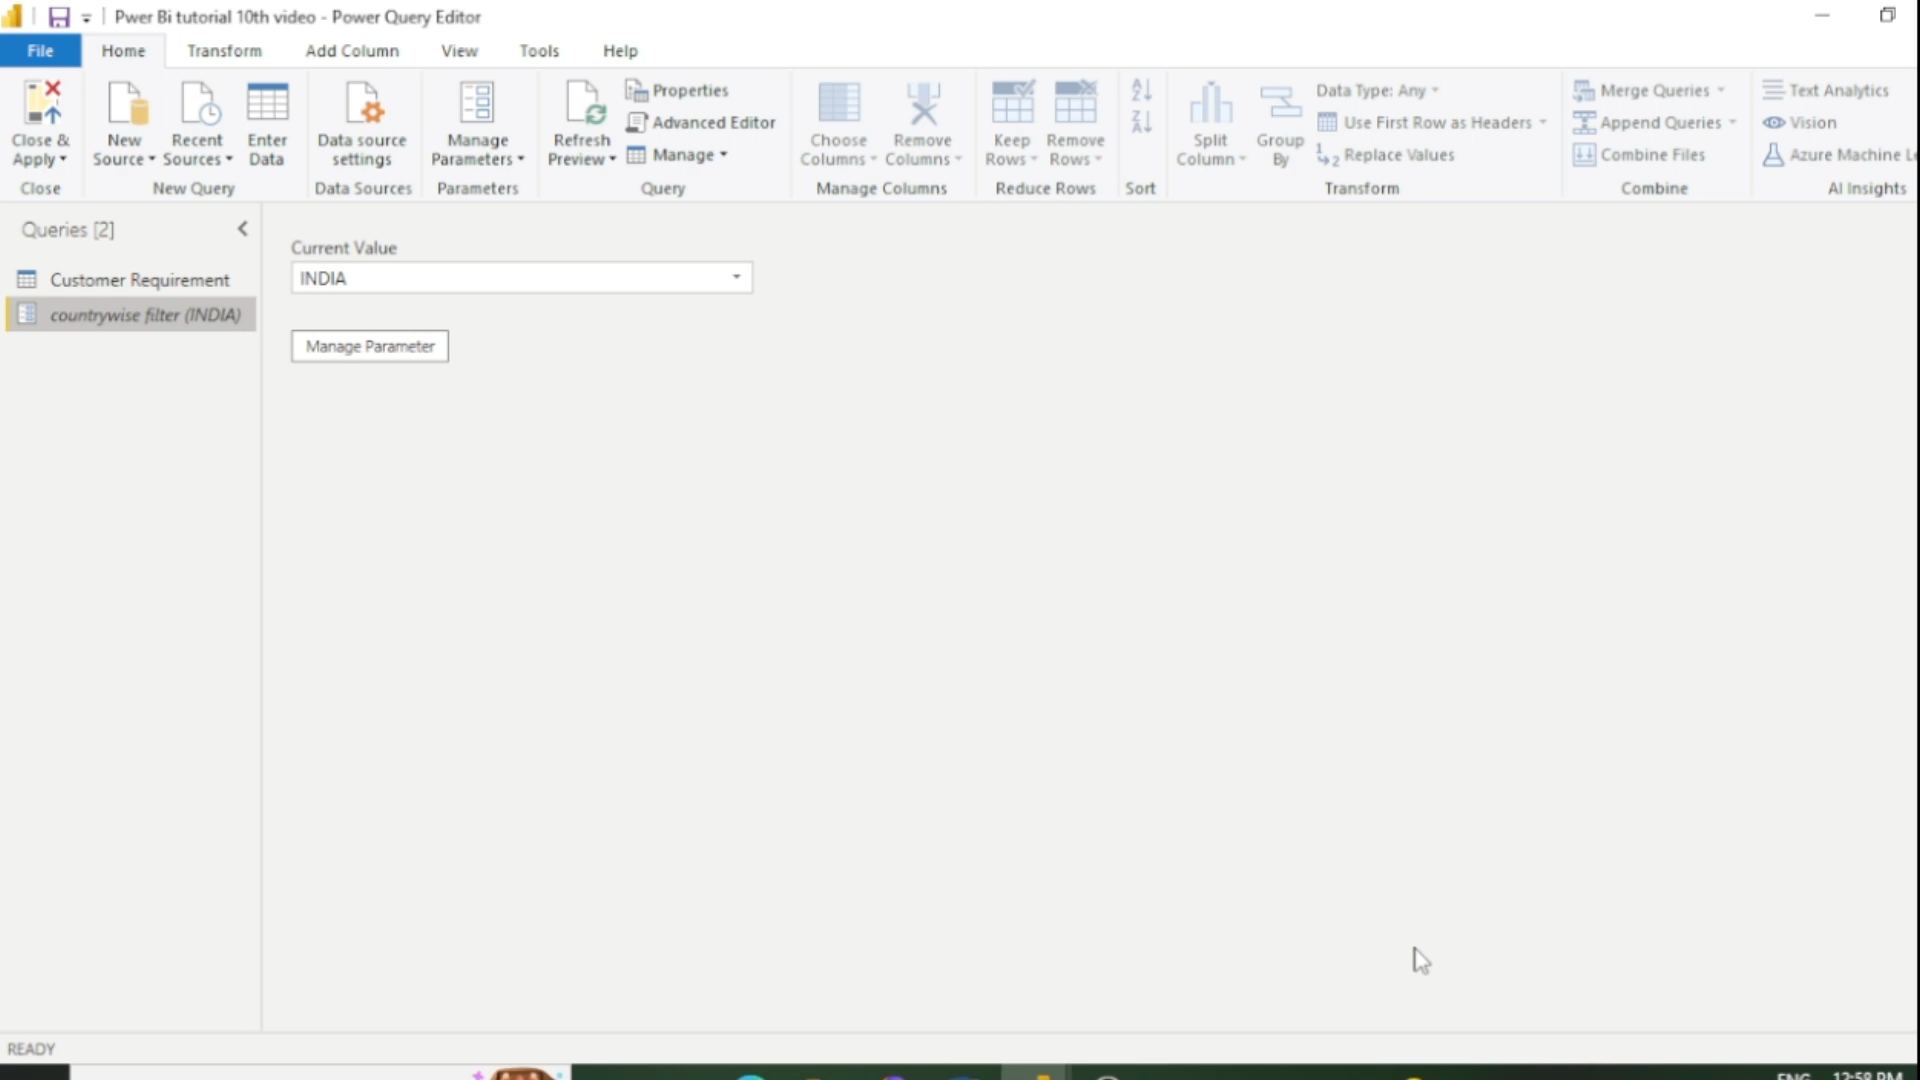 Pwer Bi tutorial 10th video - Power Query Editor
File Home Transform Add Column View Tools Help
Close & Apply
New Source
Recent Sources
Enter Data
Data source settings
Manage Parameters
Refresh Preview
Properties
Advanced Editor
Manage
Choose Columns
Remove Columns
Keep Rows
Remove Rows
Split Column
Group By
Data Type: Any
Use First Row as Headers
Replace Values
Merge Queries
Append Queries
Combine Files
Text Analytics
Vision
Azure Machine
Close New Query Data Sources Parameters Query Manage Columns Reduce Rows Sort Transform Combine AI Insights
Queries [2]
Customer Requirement
countrywise filter (INDIA)
Current Value
INDIA
Manage Parameter
READY
ENG 12:58 PM